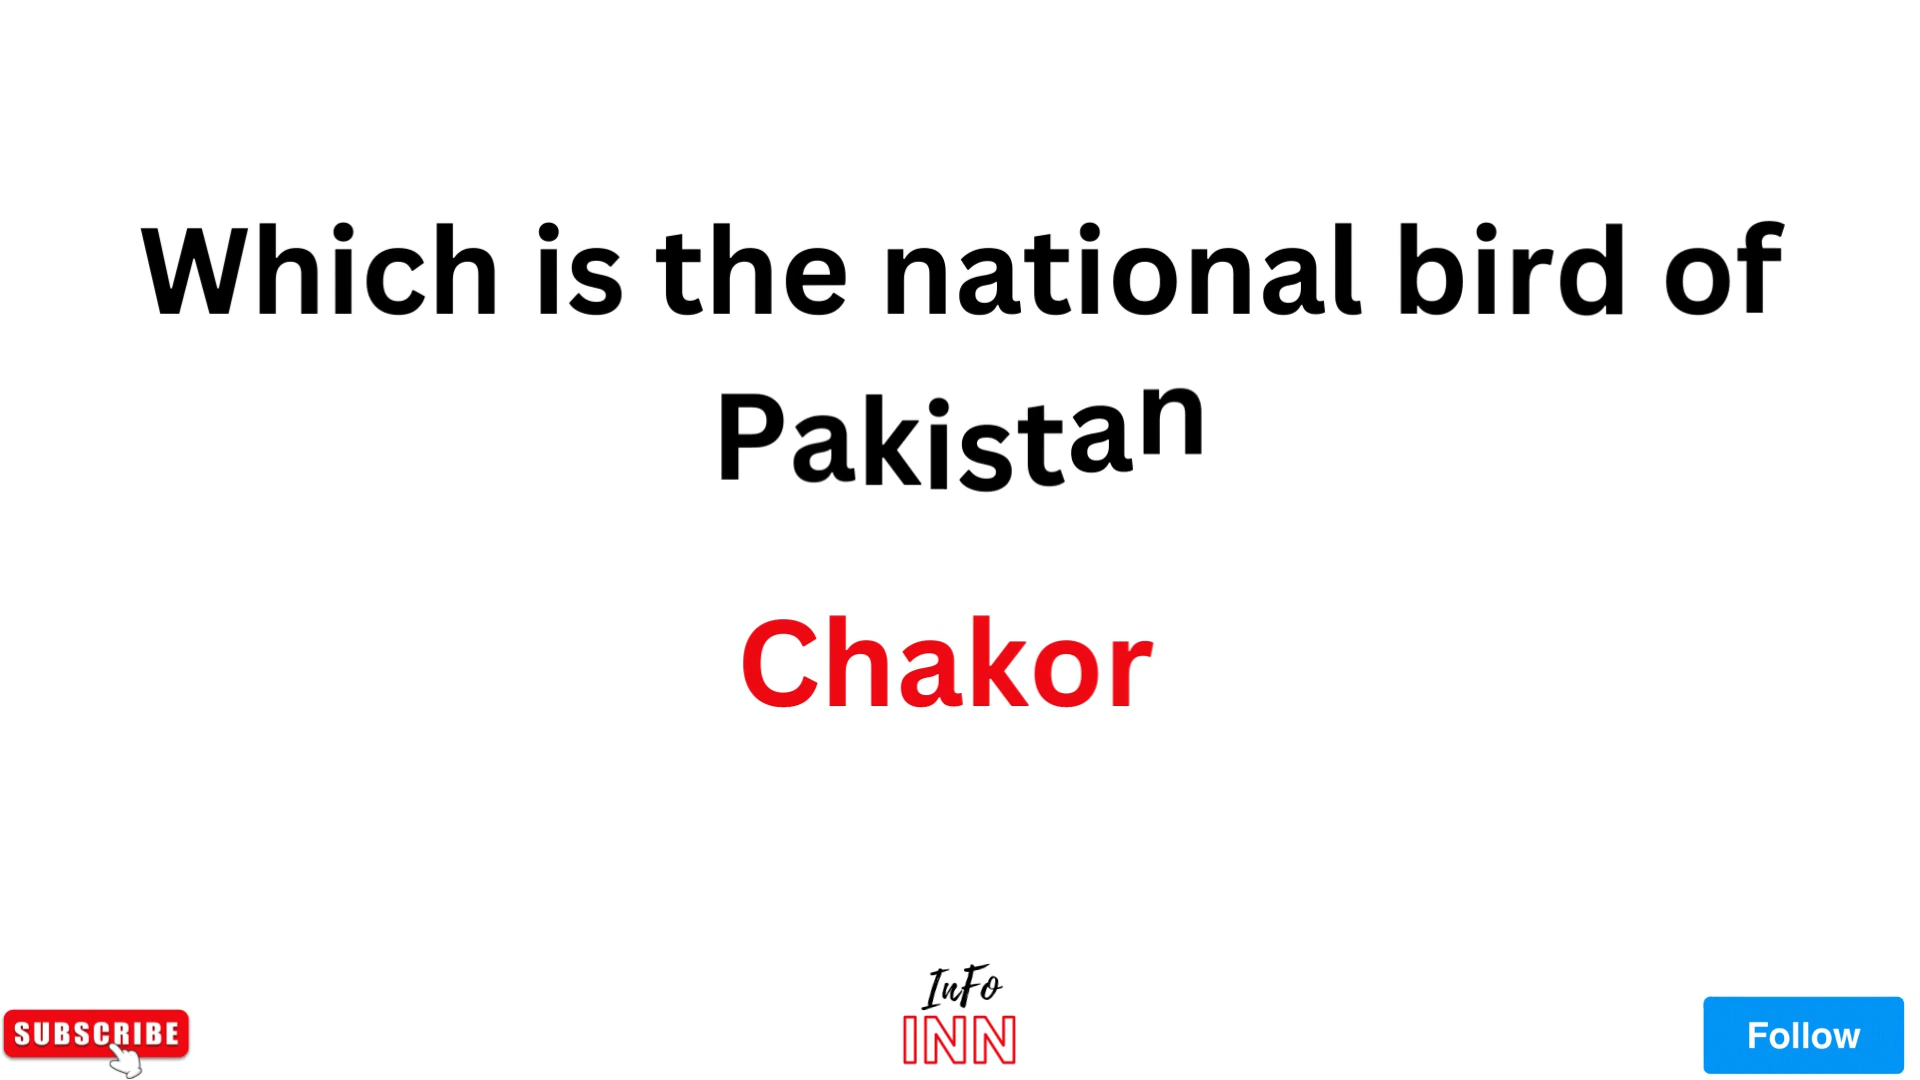 Which is the national bird of
Pakistan
Chakor
InFo
INN
SUBSCRIBE
Follow